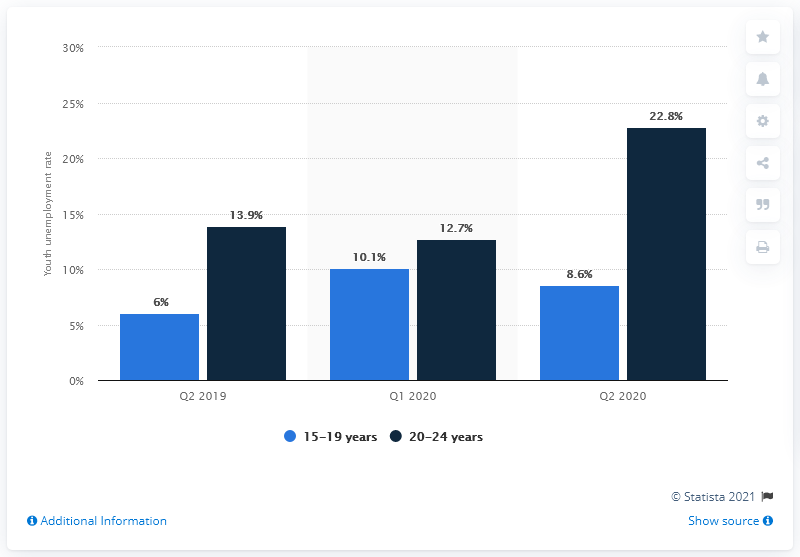 30%
25%
20%
15%
10%
5%
0%
Youth unemployment rate
6%
13.9%
10.1%
12.7%
8.6%
22.8%
Q2 2019
Q1 2020
Q2 2020
15-19 years
20-24 years
© Statista 2021
Additional Information
Show source